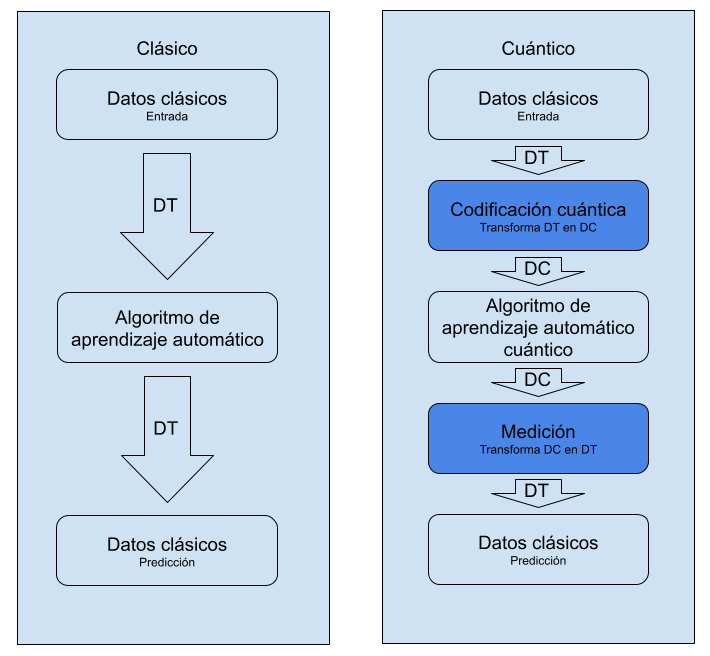 Clásico
Datos clásicos
Entrada
DT
Algoritmo de
aprendizaje automático
DT
Datos clásicos
Predicción
Cuántico
Datos clásicos
Entrada
DT
Codificación cuántica
Transforma DT en DC
DC
Algoritmo de
aprendizaje automático
cuántico
DC
Medición
Transforma DC en DT
DT
Datos clásicos
Predicción